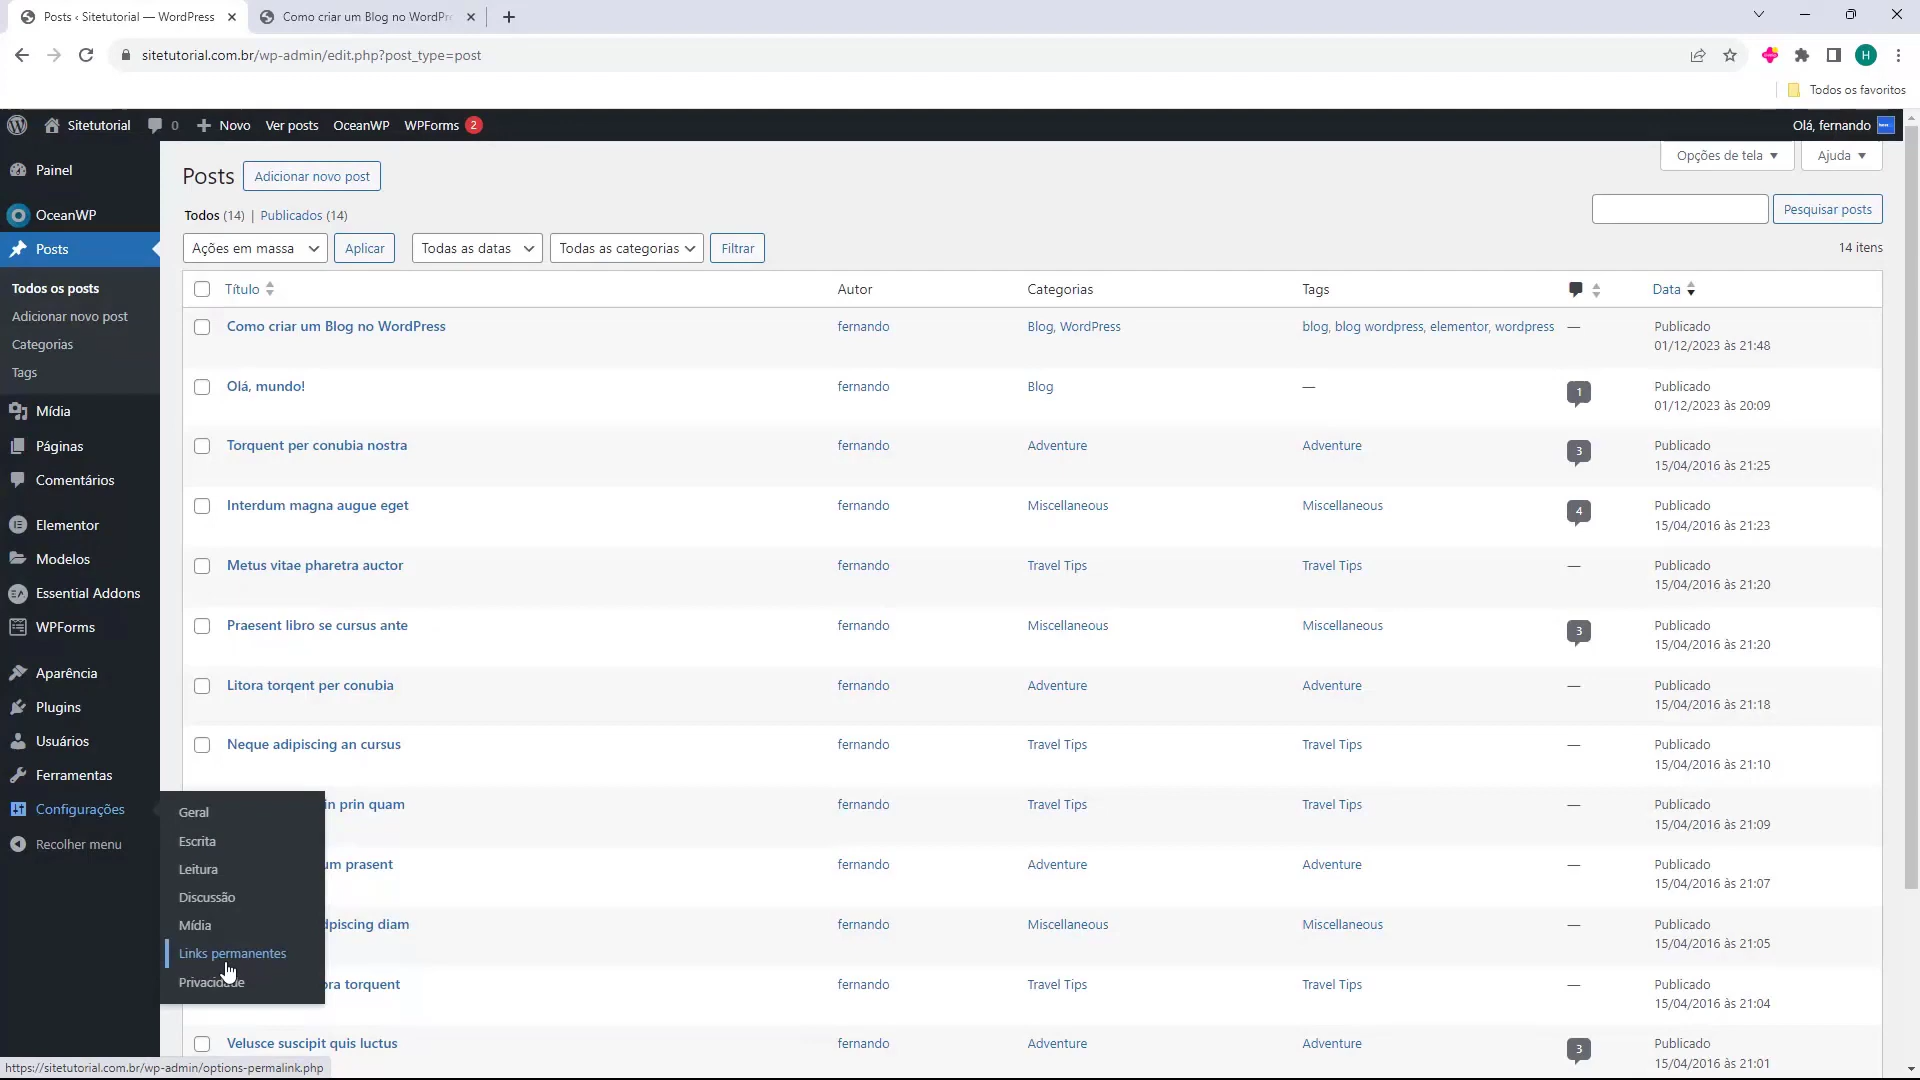 Posts ‹ Sitetutorial — WordPress
Como criar um Blog no WordPr
sitetutorial.com.br/wp-admin/edit.php?post_type=post
H
Todos os favoritos
Sitetutorial 0 Novo Ver posts OceanWP WPForms 2
Olá, fernando
Painel
OceanWP
Posts
Todos os posts
Adicionar novo post
Categorias
Tags
Mídia
Páginas
Comentários
Elementor
Modelos
Essential Addons
WPForms
Aparência
Plugins
Usuários
Ferramentas
Configurações
Recolher menu
Geral
Escrita
Leitura
Discussão
Mídia
Links permanentes
Privacidade
Opções de tela Ajuda
Posts Adicionar novo post
Todos (14) | Publicados (14)
Pesquisar posts
Ações em massa Aplicar Todas as datas Todas as categorias Filtrar
14 itens
Título Autor Categorias Tags Data
Como criar um Blog no WordPress fernando Blog, WordPress blog, blog wordpress, elementor, wordpress — Publicado
01/12/2023 às 21:48
Olá, mundo! fernando Blog — 1 Publicado
01/12/2023 às 20:09
Torquent per conubia nostra fernando Adventure Adventure 3 Publicado
15/04/2016 às 21:25
Interdum magna augue eget fernando Miscellaneous Miscellaneous 4 Publicado
15/04/2016 às 21:23
Metus vitae pharetra auctor fernando Travel Tips Travel Tips — Publicado
15/04/2016 às 21:20
Praesent libro se cursus ante fernando Miscellaneous Miscellaneous 3 Publicado
15/04/2016 às 21:20
Litora torqent per conubia fernando Adventure Adventure — Publicado
15/04/2016 às 21:18
Neque adipiscing an cursus fernando Travel Tips Travel Tips — Publicado
15/04/2016 às 21:10
in prin quam fernando Travel Tips Travel Tips — Publicado
15/04/2016 às 21:09
um prasent fernando Adventure Adventure — Publicado
15/04/2016 às 21:07
dpiscing diam fernando Miscellaneous Miscellaneous — Publicado
15/04/2016 às 21:05
ora torquent fernando Travel Tips Travel Tips — Publicado
15/04/2016 às 21:04
Velusce suscipit quis luctus fernando Adventure Adventure 3 Publicado
15/04/2016 às 21:01
https://sitetutorial.com.br/wp-admin/options-permalink.php